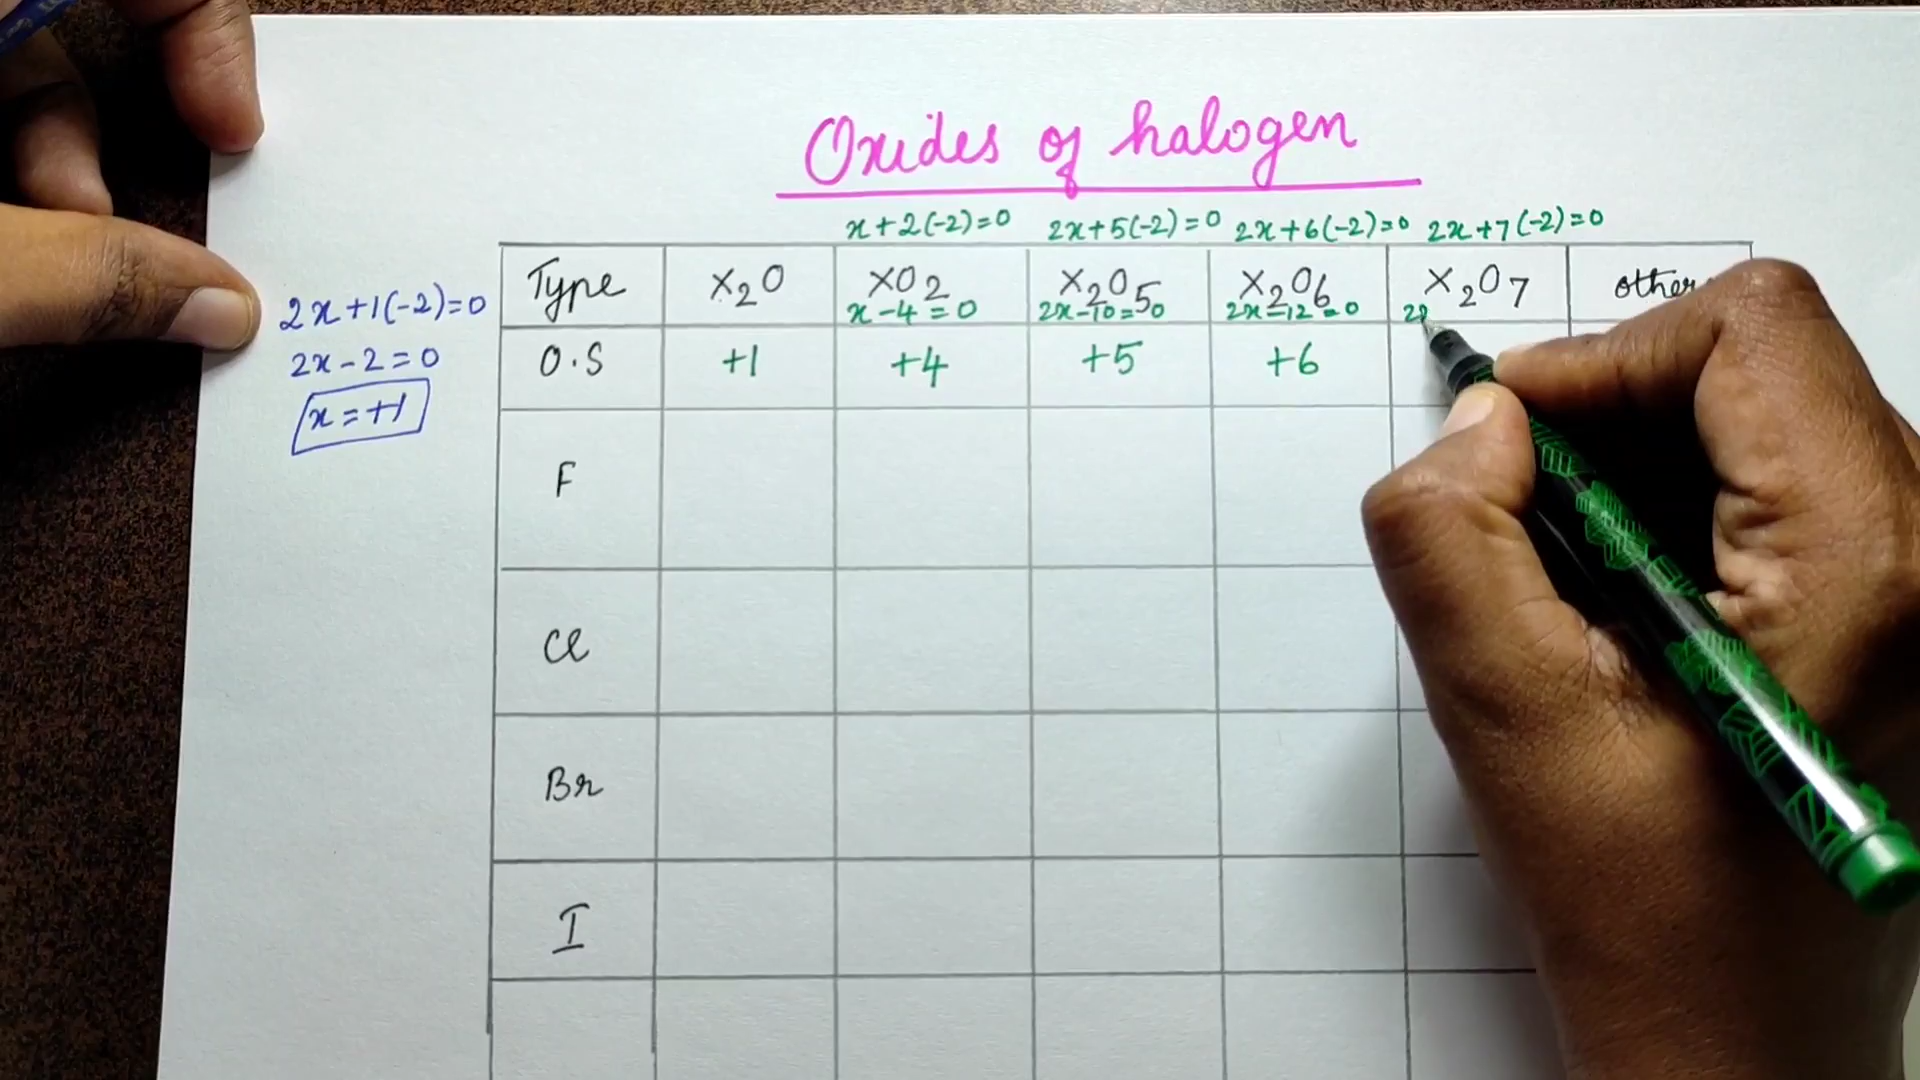 Oxides of halogen
x+2(-2)=0 2x+5(-2)=0 2x+6(-2)=0 2x+7(-2)=0
Type X2O XO2 X2O5 X2O6 X2O7 other
x-4=0 2x-10=0 2x-12=0 2x
2x+1(-2)=0
2x-2=0
x=+1
O.S +1 +4 +5 +6
F
Cl
Br
I